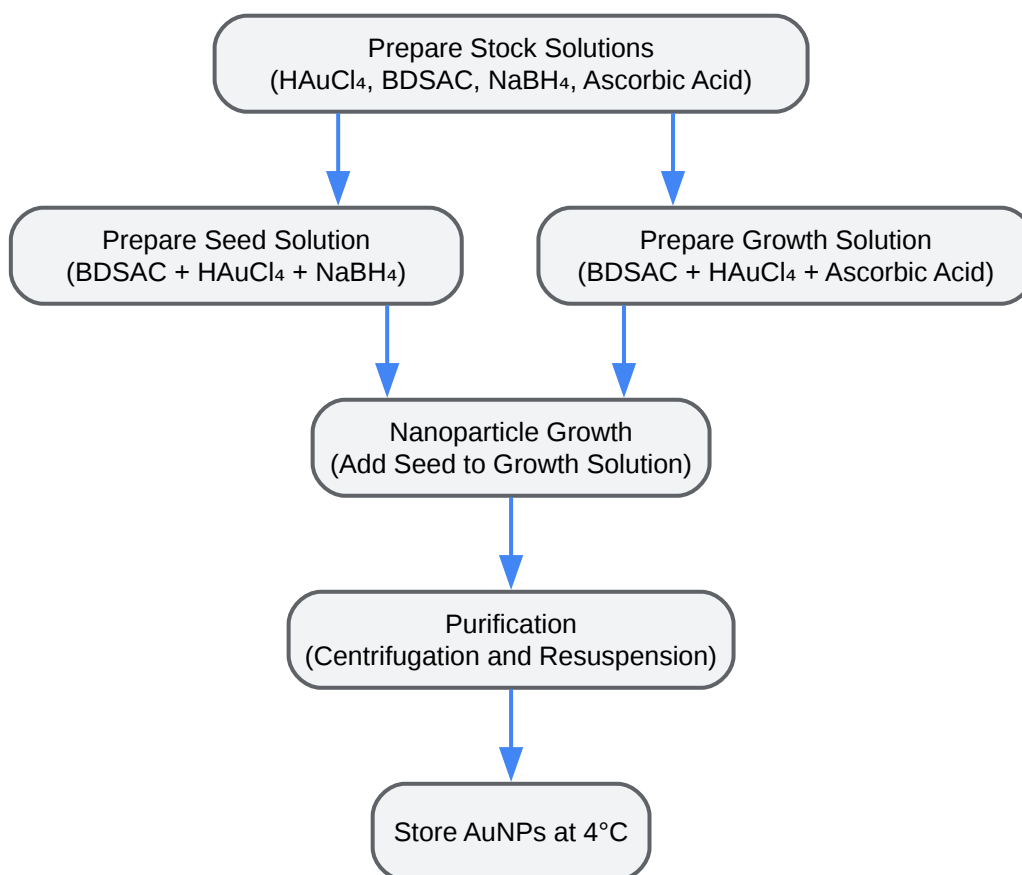 Prepare Stock Solutions
(HAuCl₄, BDSAC, NaBH₄, Ascorbic Acid)
Prepare Seed Solution
(BDSAC + HAuCl₄ + NaBH₄)
Prepare Growth Solution
(BDSAC + HAuCl₄ + Ascorbic Acid)
Nanoparticle Growth
(Add Seed to Growth Solution)
Purification
(Centrifugation and Resuspension)
Store AuNPs at 4°C